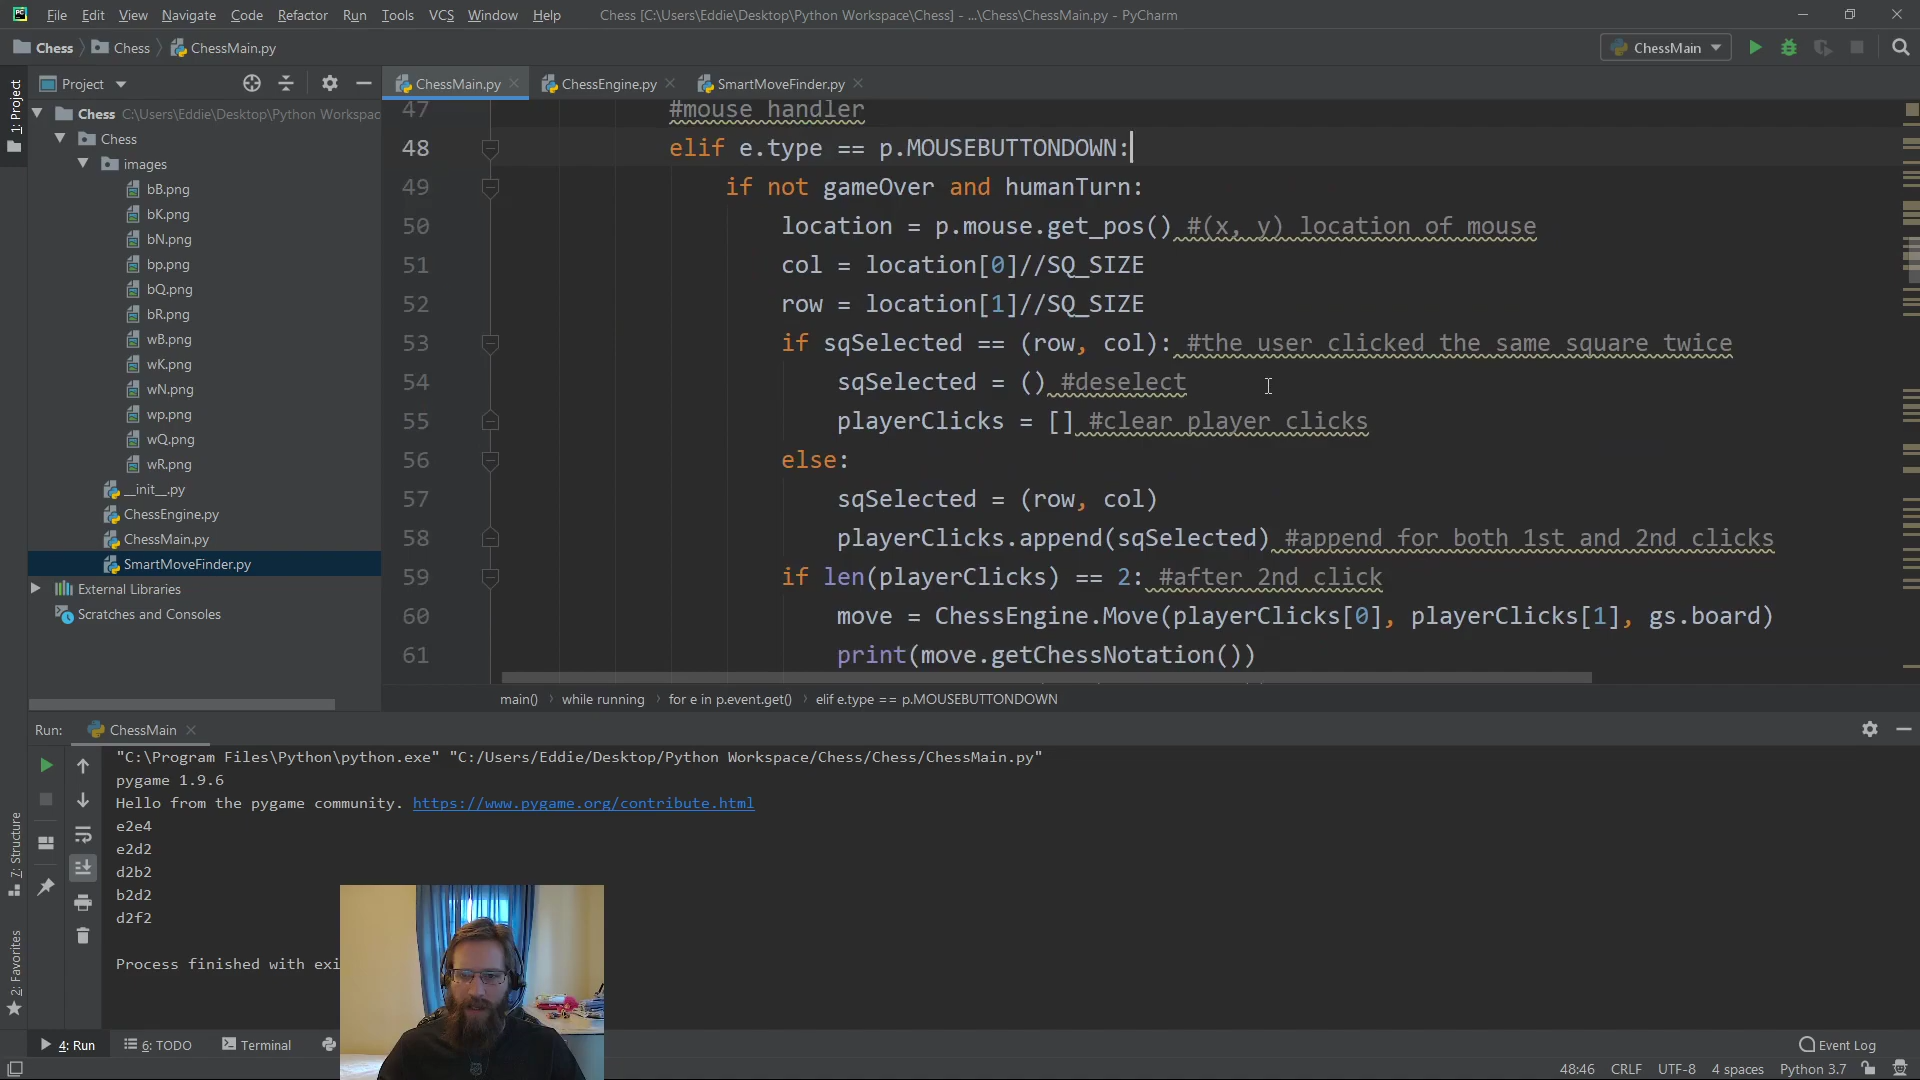 File Edit View Navigate Code Refactor Run Tools VCS Window Help Chess [C:\Users\Eddie\Desktop\Python Workspace\Chess] - ...\Chess\ChessMain.py - PyCharm
Chess Chess ChessMain.py ChessMain
Project
ChessMain.py ChessEngine.py SmartMoveFinder.py
1: Project
Chess C:\Users\Eddie\Desktop\Python Workspac
Chess
images
bB.png
bK.png
bN.png
bp.png
bQ.png
bR.png
wB.png
wK.png
wN.png
wp.png
wQ.png
wR.png
__init__.py
ChessEngine.py
ChessMain.py
SmartMoveFinder.py
External Libraries
Scratches and Consoles
47 #mouse handler
48 elif e.type == p.MOUSEBUTTONDOWN:
49 if not gameOver and humanTurn:
50 location = p.mouse.get_pos() #(x, y) location of mouse
51 col = location[0]//SQ_SIZE
52 row = location[1]//SQ_SIZE
53 if sqSelected == (row, col): #the user clicked the same square twice
54 sqSelected = () #deselect
55 playerClicks = [] #clear player clicks
56 else:
57 sqSelected = (row, col)
58 playerClicks.append(sqSelected) #append for both 1st and 2nd clicks
59 if len(playerClicks) == 2: #after 2nd click
60 move = ChessEngine.Move(playerClicks[0], playerClicks[1], gs.board)
61 print(move.getChessNotation())
main() while running for e in p.event.get() elif e.type == p.MOUSEBUTTONDOWN
Run: ChessMain
"C:\Program Files\Python\python.exe" "C:/Users/Eddie/Desktop/Python Workspace/Chess/Chess/ChessMain.py"
pygame 1.9.6
Hello from the pygame community. https://www.pygame.org/contribute.html
e2e4
e2d2
d2b2
b2d2
d2f2
Process finished with exi
7: Structure
2: Favorites
4: Run 6: TODO Terminal Event Log
48:46 CRLF UTF-8 4 spaces Python 3.7